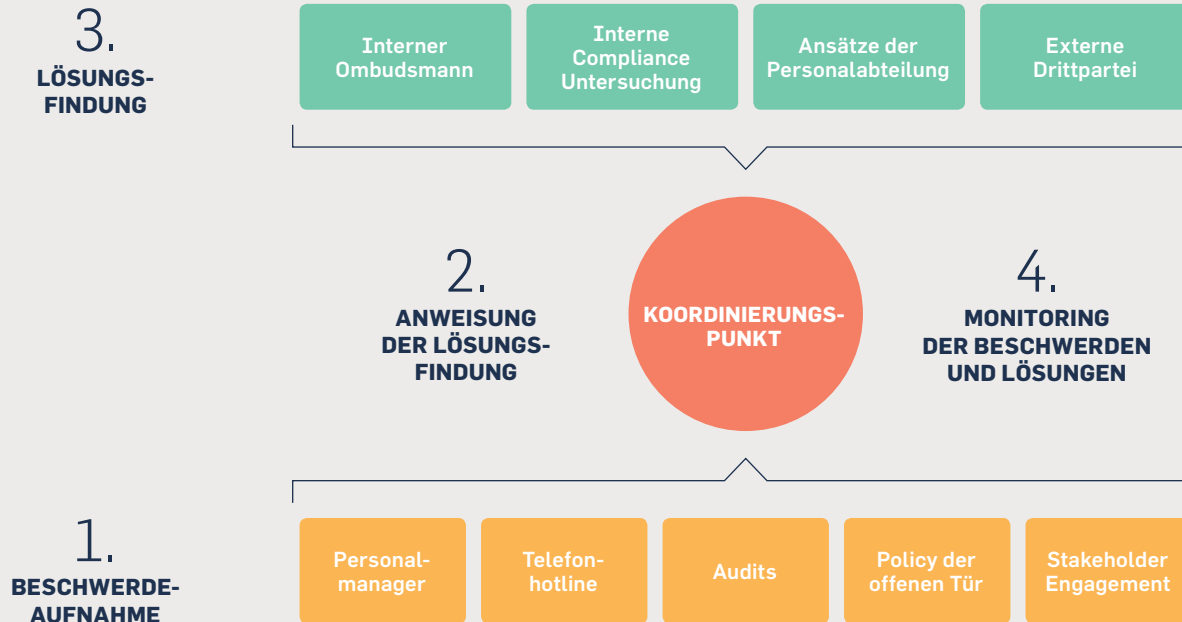 3.
LÖSUNGS-
FINDUNG
Interner
Ombudsmann
Interne
Compliance
Untersuchung
Ansätze der
Personalabteilung
Externe
Drittpartei
2.
ANWEISUNG
DER LÖSUNGS-
FINDUNG
KOORDINIERUNGS-
PUNKT
4.
MONITORING
DER BESCHWERDEN
UND LÖSUNGEN
1.
BESCHWERDE-
AUFNAHME
Personal-
manager
Telefon-
hotline
Audits
Policy der
offenen Tür
Stakeholder
Engagement